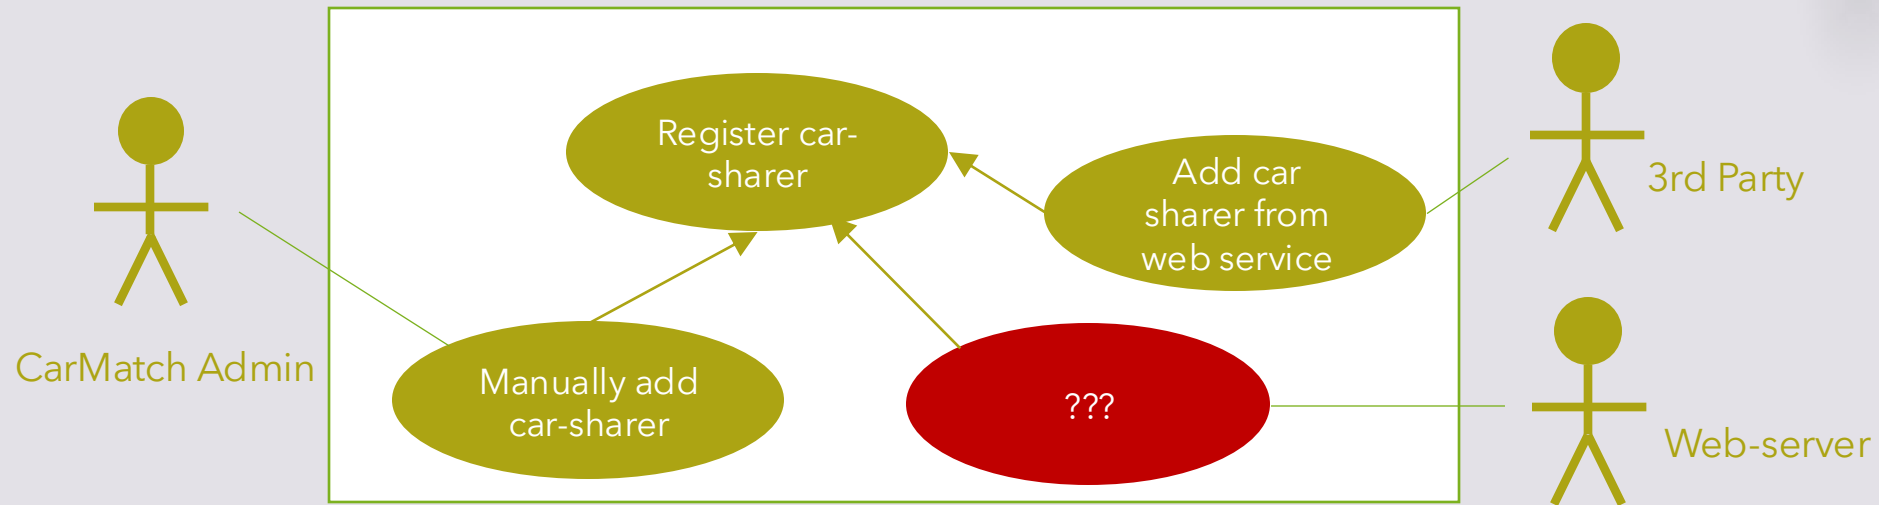 Register car-
sharer
Add car
sharer from
web service
3rd Party
CarMatch Admin
Manually add
car-sharer
???
Web-server